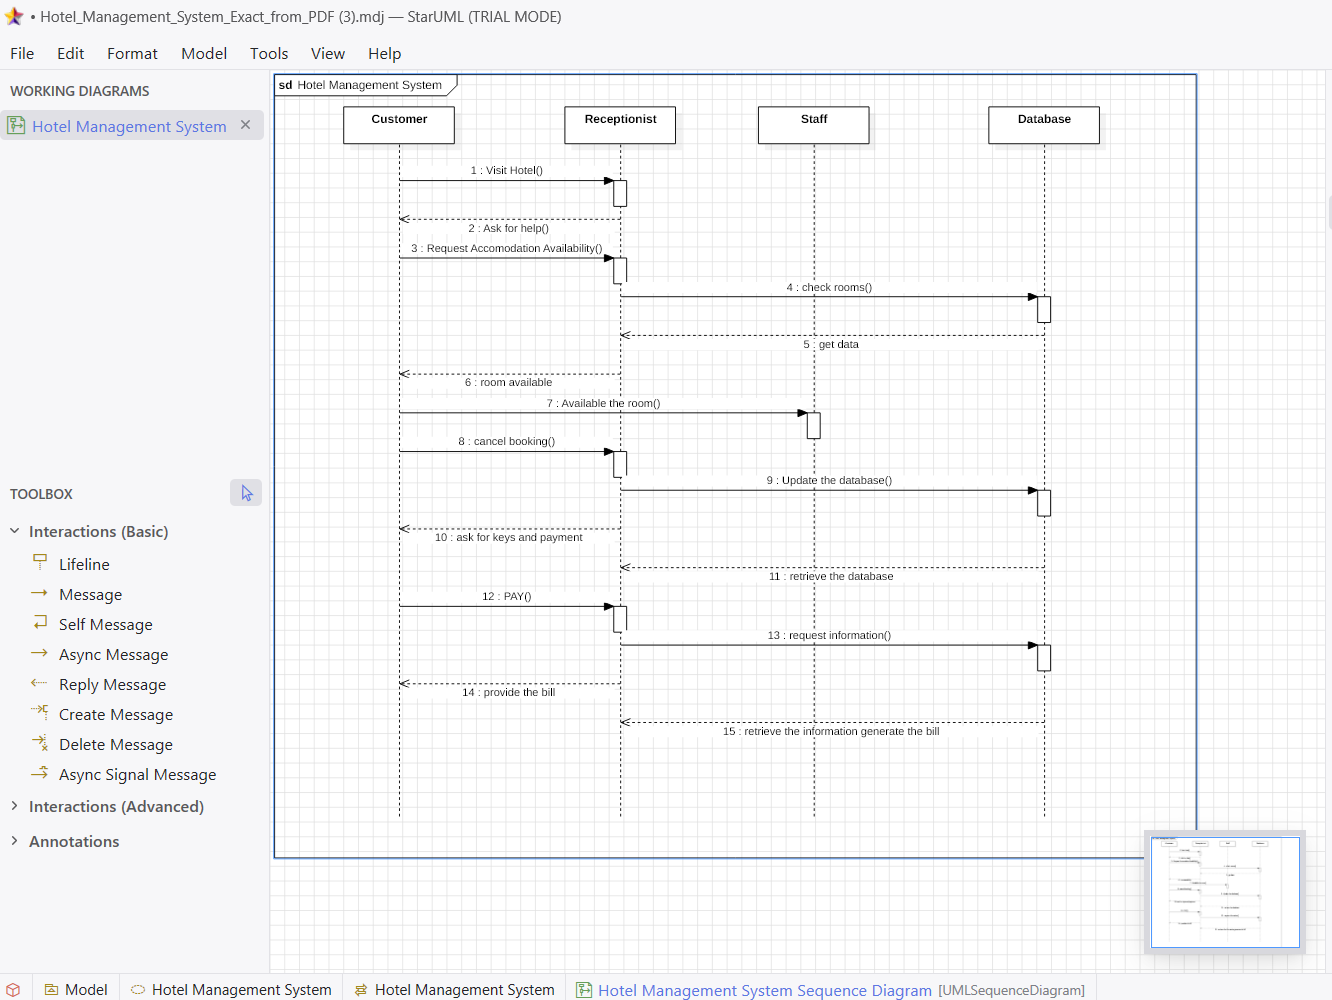 • Hotel_Management_System_Exact_from_PDF (3).mdj — StarUML (TRIAL MODE)
File Edit Format Model Tools View Help
WORKING DIAGRAMS
Hotel Management System ×
TOOLBOX
Interactions (Basic)
Lifeline
Message
Self Message
Async Message
Reply Message
Create Message
Delete Message
Async Signal Message
Interactions (Advanced)
Annotations
sd Hotel Management System
Customer Receptionist Staff Database
1 : Visit Hotel()
2 : Ask for help()
3 : Request Accomodation Availability()
4 : check rooms()
5 : get data
6 : room available
7 : Available the room()
8 : cancel booking()
9 : Update the database()
10 : ask for keys and payment
11 : retrieve the database
12 : PAY()
13 : request information()
14 : provide the bill
15 : retrieve the information generate the bill
Model Hotel Management System Hotel Management System Hotel Management System Sequence Diagram [UMLSequenceDiagram]